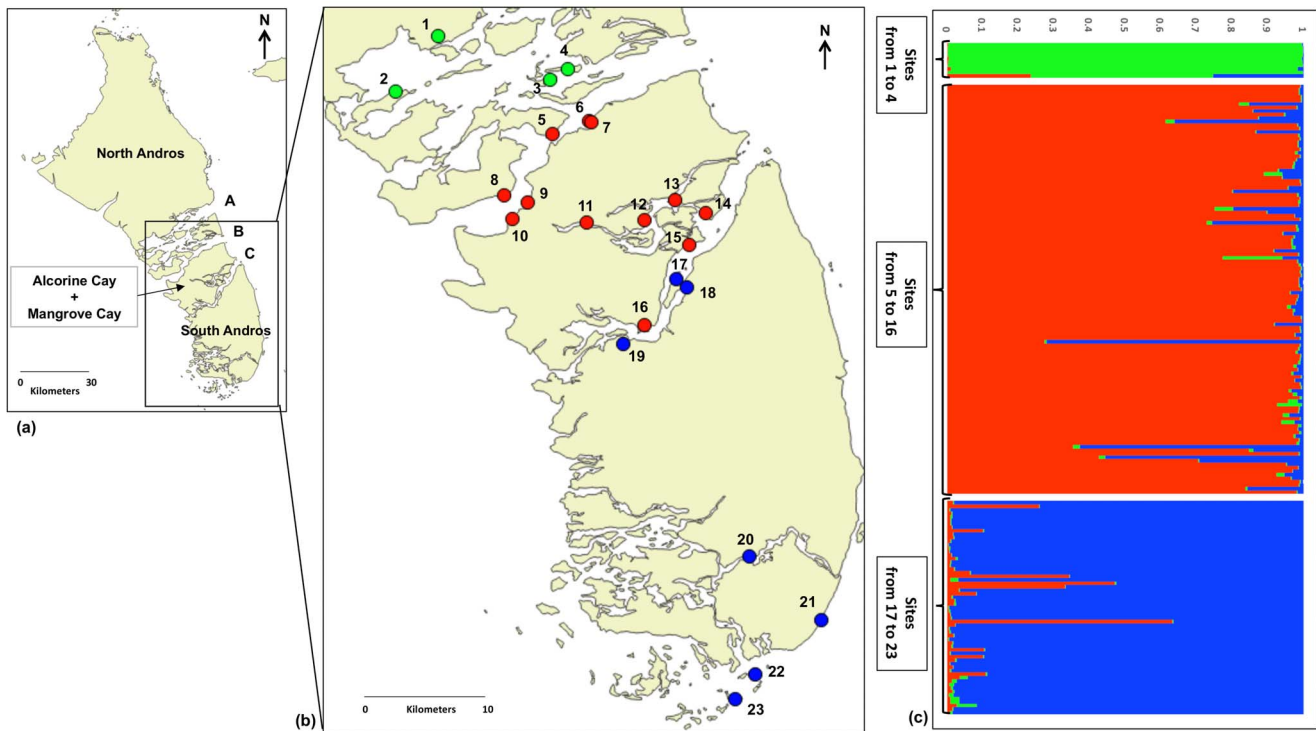 N
North Andros
A
B
C
Alcorine Cay
+
Mangrove Cay
South Andros
0 30
Kilometers
(a)
N
1
2
3
4
5
6
7
8
9
10
11
12
13
14
15
16
17
18
19
20
21
22
23
0 Kilometers 10
(b)
0 0.1 0.2 0.3 0.4 0.5 0.6 0.7 0.8 0.9 1
Sites
from 1 to 4
Sites
from 5 to 16
Sites
from 17 to 23
(c)